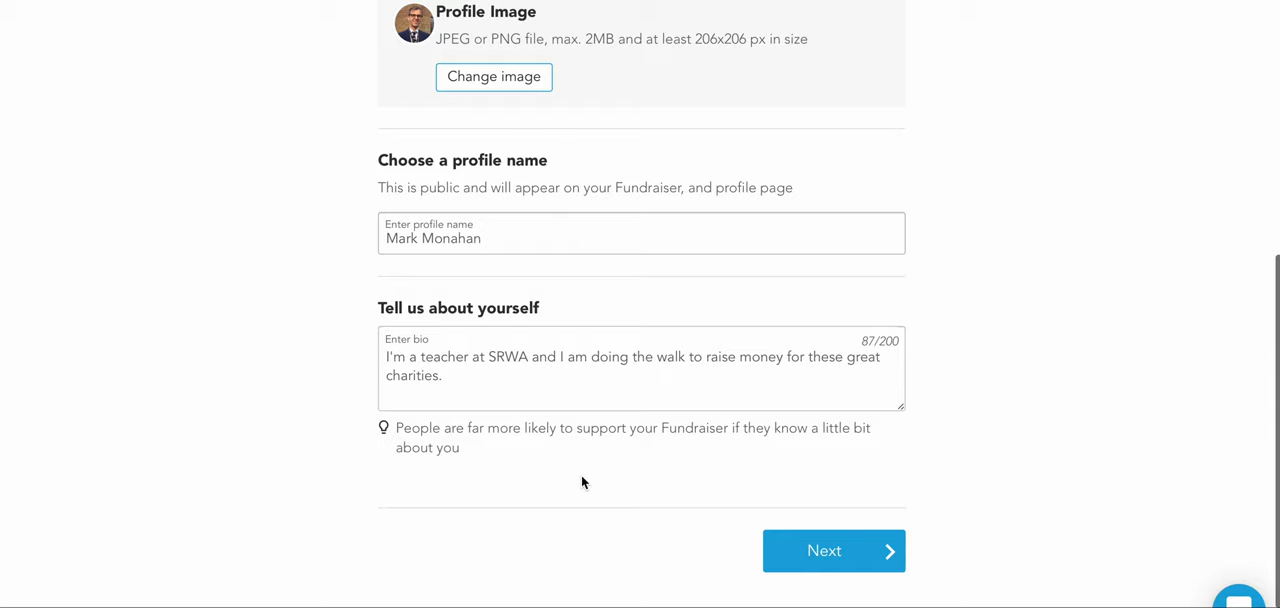 Profile Image
JPEG or PNG file, max. 2MB and at least 206x206 px in size
Change image
Choose a profile name
This is public and will appear on your Fundraiser, and profile page
Enter profile name
Mark Monahan
Tell us about yourself
Enter bio
87/200
I'm a teacher at SRWA and I am doing the walk to raise money for these great
charities.
People are far more likely to support your Fundraiser if they know a little bit
about you
Next